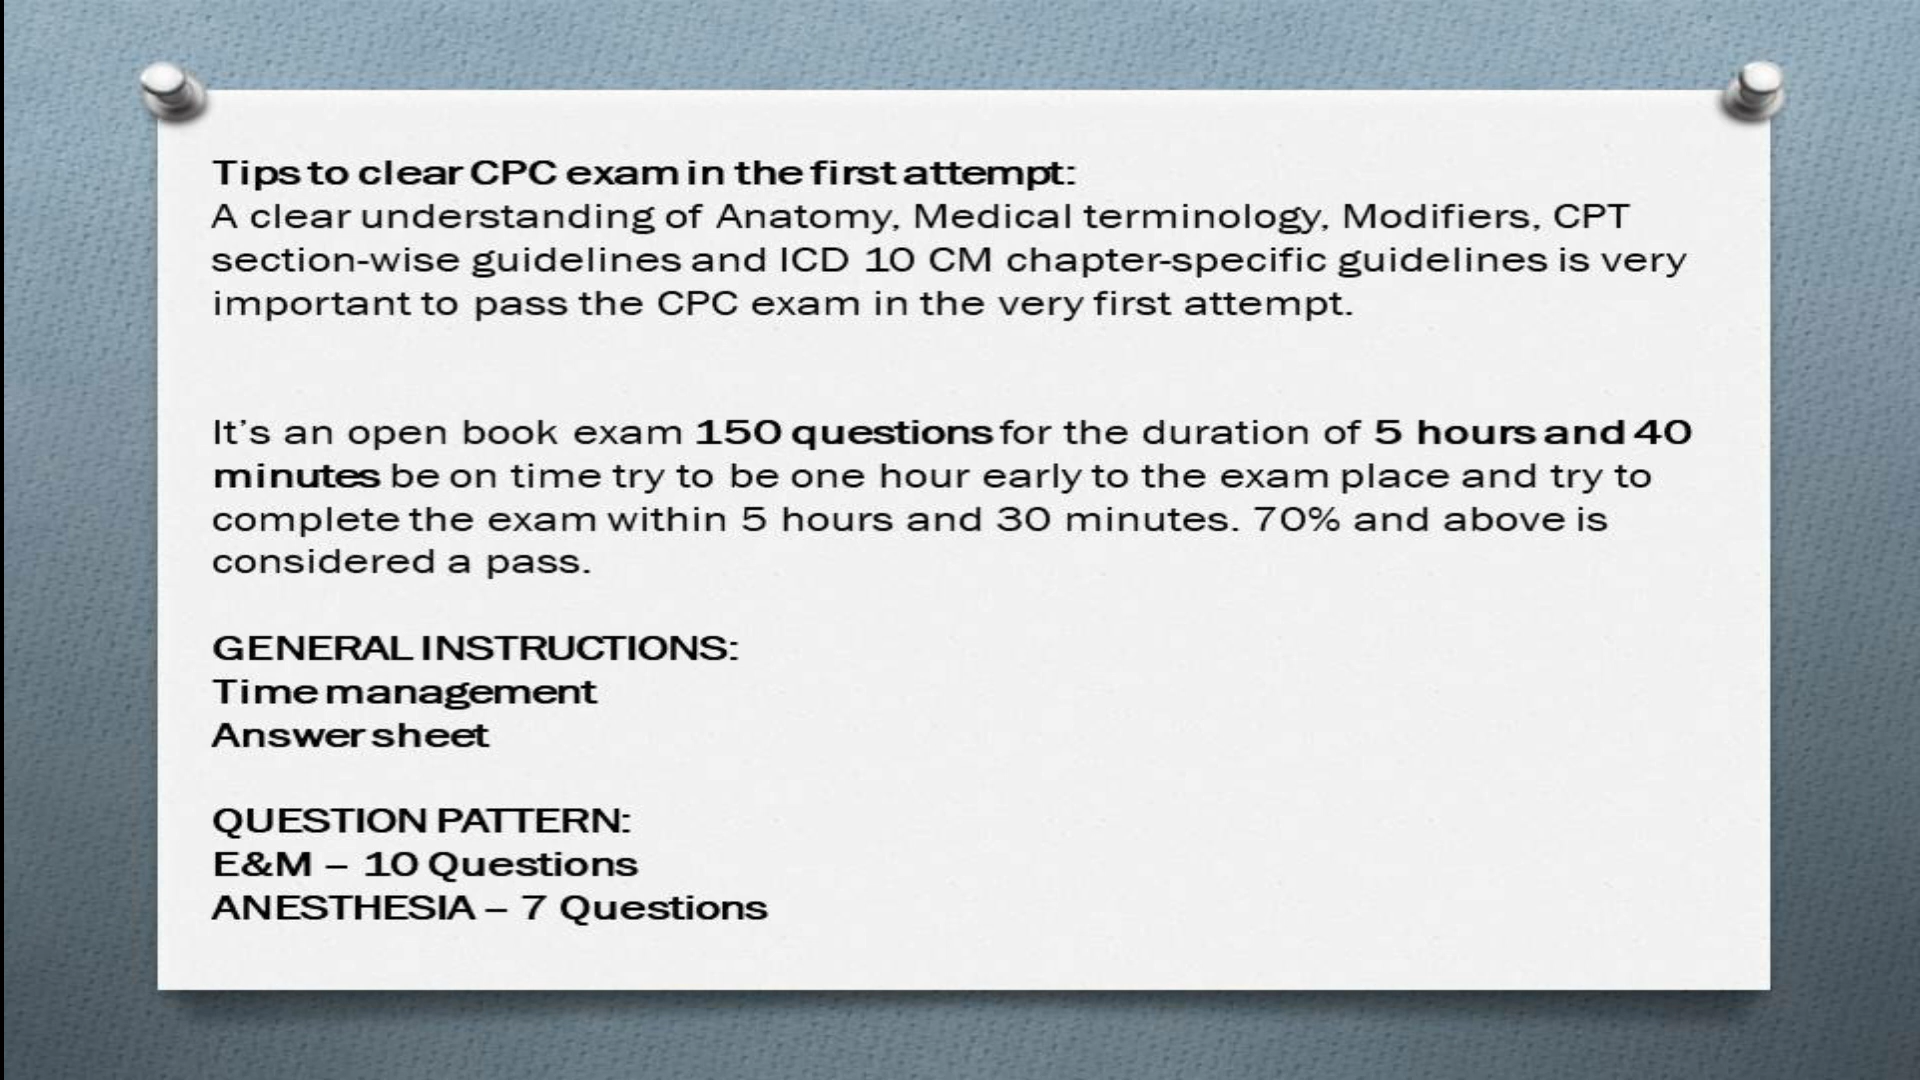 Tips to clear CPC exam in the first attempt:
A clear understanding of Anatomy, Medical terminology, Modifiers, CPT
section-wise guidelines and ICD 10 CM chapter-specific guidelines is very
important to pass the CPC exam in the very first attempt.
It’s an open book exam 150 questions for the duration of 5 hours and 40
minutes be on time try to be one hour early to the exam place and try to
complete the exam within 5 hours and 30 minutes. 70% and above is
considered a pass.
GENERAL INSTRUCTIONS:
Time management
Answer sheet
QUESTION PATTERN:
E&M – 10 Questions
ANESTHESIA – 7 Questions